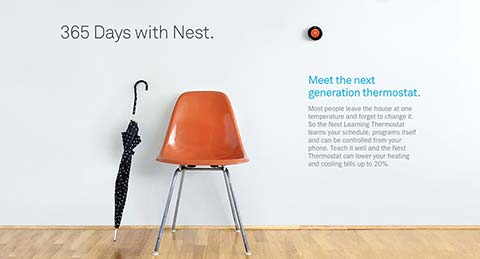 365 Days with Nest.
Meet the next
generation thermostat.
Most people leave the house at one
temperature and forget to change it.
So the Nest Learning Thermostat
learns your schedule, programs itself
and can be controlled from your
phone. Teach it well and the Nest
Thermostat can lower your heating
and cooling bills up to 20%.